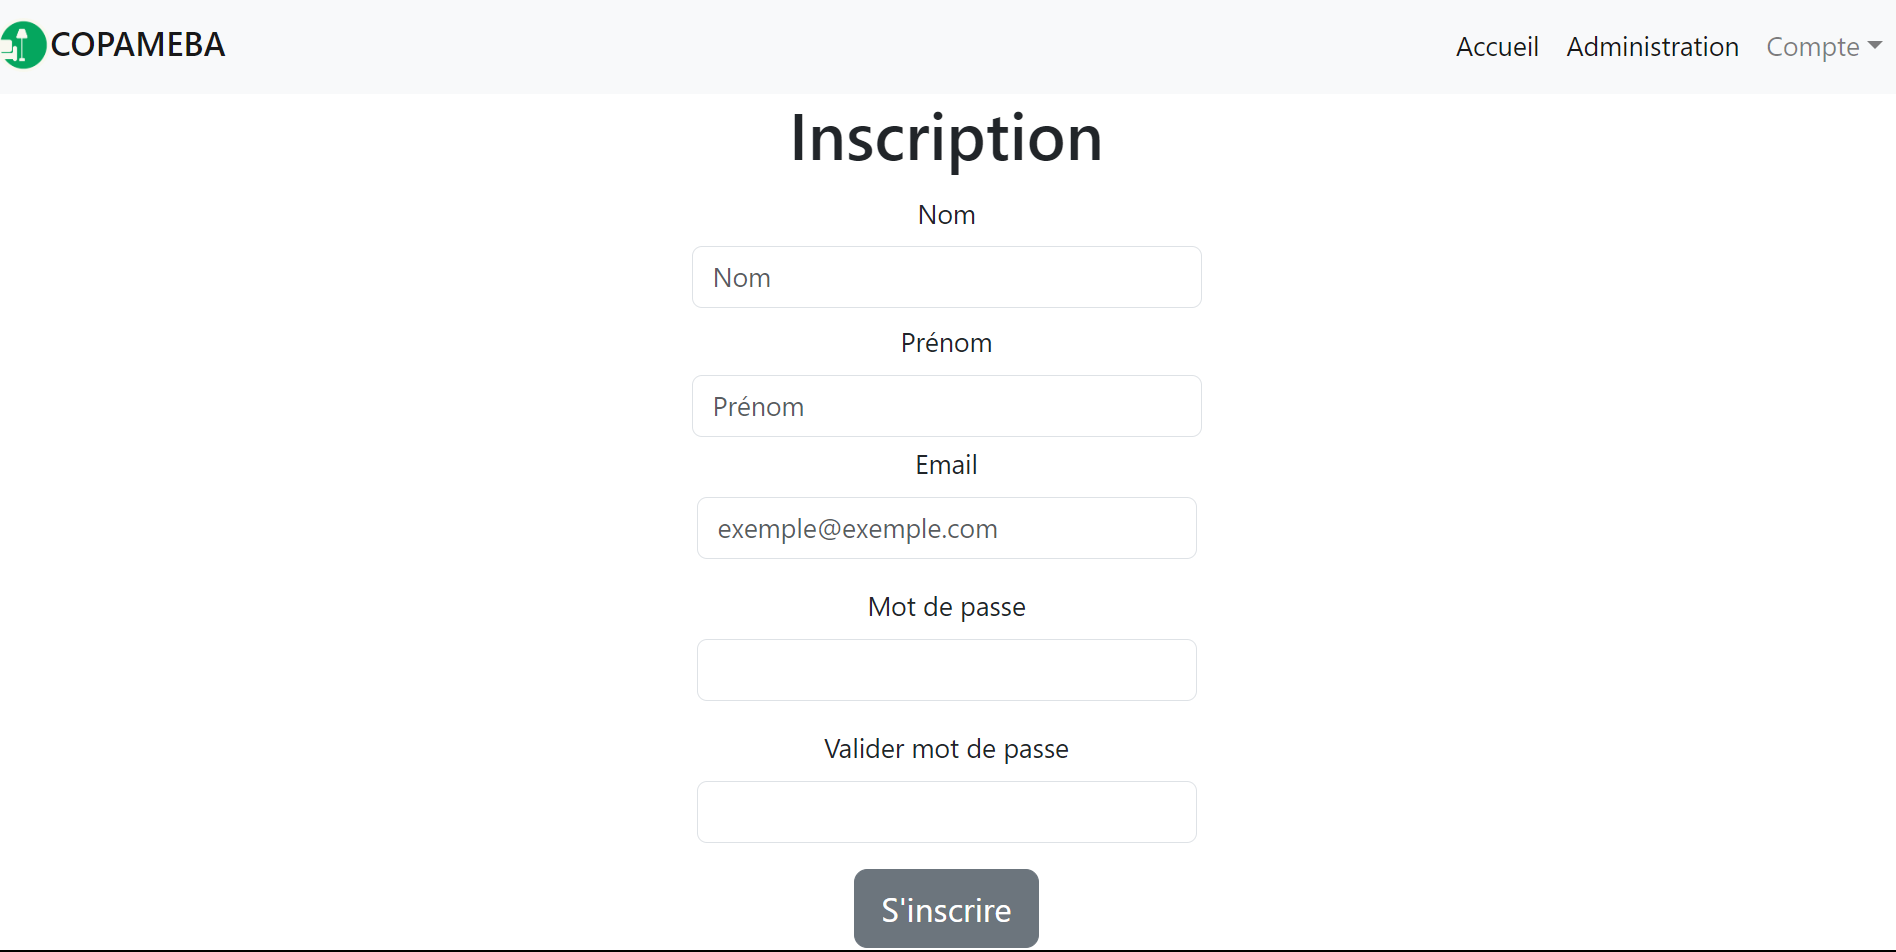 COPAMEBA
Accueil Administration Compte
Inscription
Nom
Nom
Prénom
Prénom
Email
exemple@exemple.com
Mot de passe
Valider mot de passe
S'inscrire